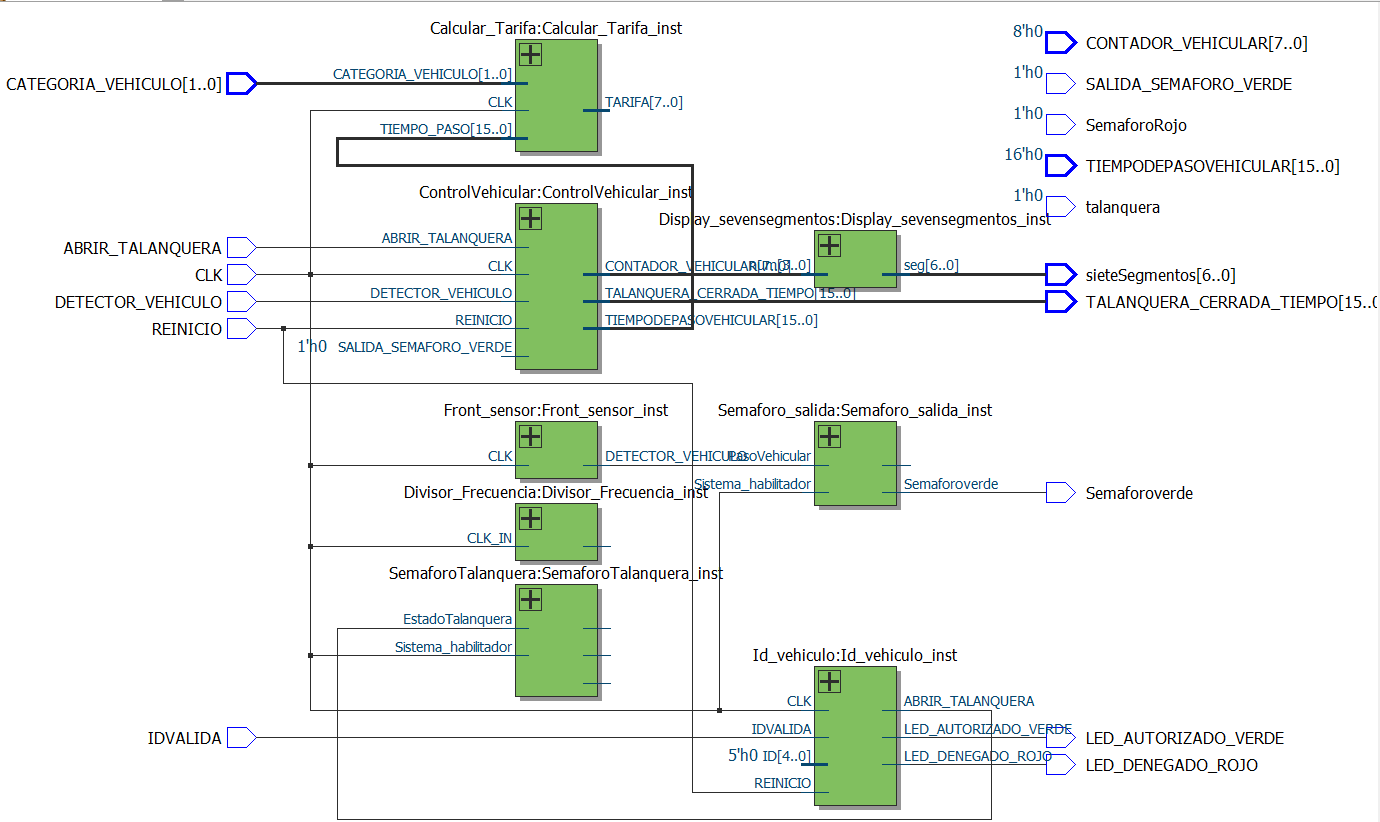 Calcular_Tarifa:Calcular_Tarifa_inst
CATEGORIA_VEHICULO[1..0]
CATEGORIA_VEHICULO[1..0]
CLK
TIEMPO_PASO[15..0]
TARIFA[7..0]
8'h0
CONTADOR_VEHICULAR[7..0]
1'h0
SALIDA_SEMAFORO_VERDE
1'h0
SemaforoRojo
16'h0
TIEMPODEPASOVEHICULAR[15..0]
1'h0
talanquera
ControlVehicular:ControlVehicular_inst
ABRIR_TALANQUERA
CLK
DETECTOR_VEHICULO
REINICIO
ABRIR_TALANQUERA
CLK
DETECTOR_VEHICULO
REINICIO
1'h0
SALIDA_SEMAFORO_VERDE
CONTADOR_VEHICULAR[7..0]
TALANQUERA_CERRADA_TIEMPO[15..0]
TIEMPODEPASOVEHICULAR[15..0]
Display_sevensegmentos:Display_sevensegmentos_inst
seg[6..0]
sieteSegmentos[6..0]
TALANQUERA_CERRADA_TIEMPO[15..0
Front_sensor:Front_sensor_inst
CLK
DETECTOR_VEHICULO
Semaforo_salida:Semaforo_salida_inst
PasoVehicular
Sistema_habilitador
Semaforoverde
Semaforoverde
Divisor_Frecuencia:Divisor_Frecuencia_inst
CLK_IN
SemaforoTalanquera:SemaforoTalanquera_inst
EstadoTalanquera
Sistema_habilitador
Id_vehiculo:Id_vehiculo_inst
IDVALIDA
CLK
IDVALIDA
5'h0 ID[4..0]
REINICIO
ABRIR_TALANQUERA
LED_AUTORIZADO_VERDE
LED_DENEGADO_ROJO
LED_AUTORIZADO_VERDE
LED_DENEGADO_ROJO